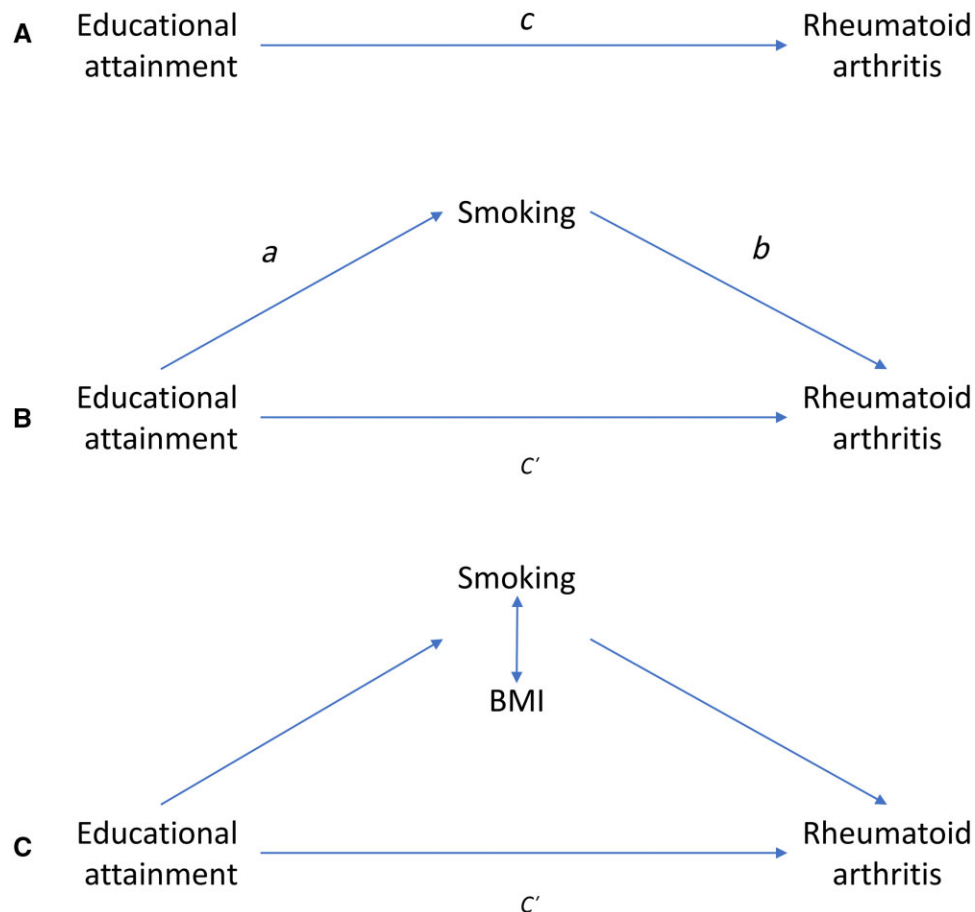 A
Educational
attainment
c
Rheumatoid
arthritis
Smoking
a
b
B
Educational
attainment
Rheumatoid
arthritis
c′
Smoking
BMI
C
Educational
attainment
Rheumatoid
arthritis
c′